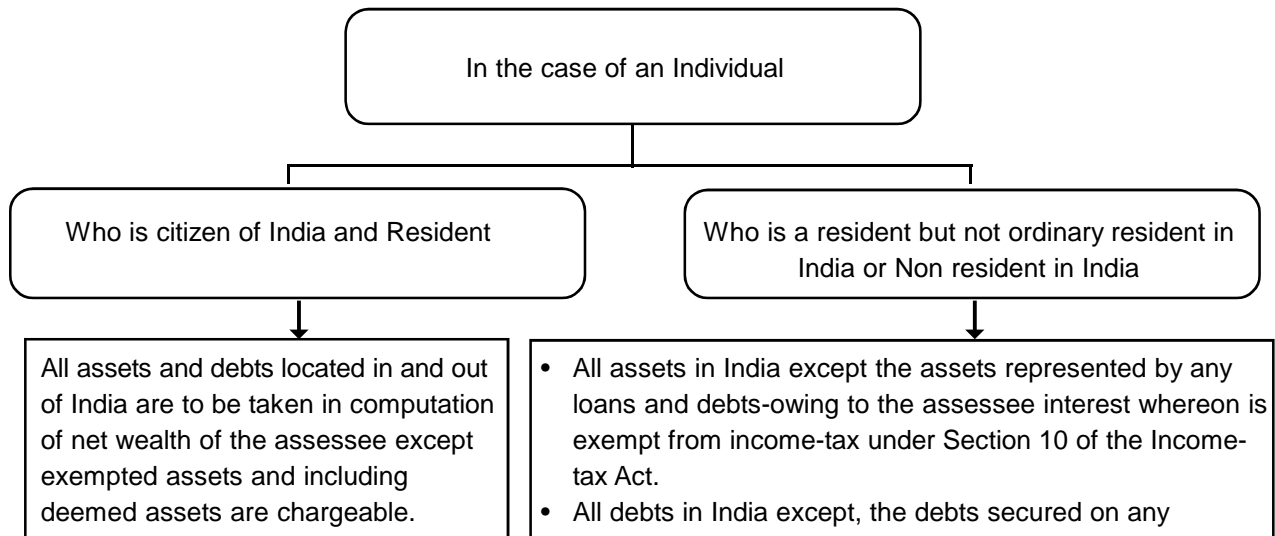 In the case of an Individual
Who is citizen of India and Resident
Who is a resident but not ordinary resident in
India or Non resident in India
All assets and debts located in and out
of India are to be taken in computation
of net wealth of the assessee except
exempted assets and including
deemed assets are chargeable.
• All assets in India except the assets represented by any
loans and debts-owing to the assessee interest whereon is
exempt from income-tax under Section 10 of the Income-
tax Act.
• All debts in India except, the debts secured on any